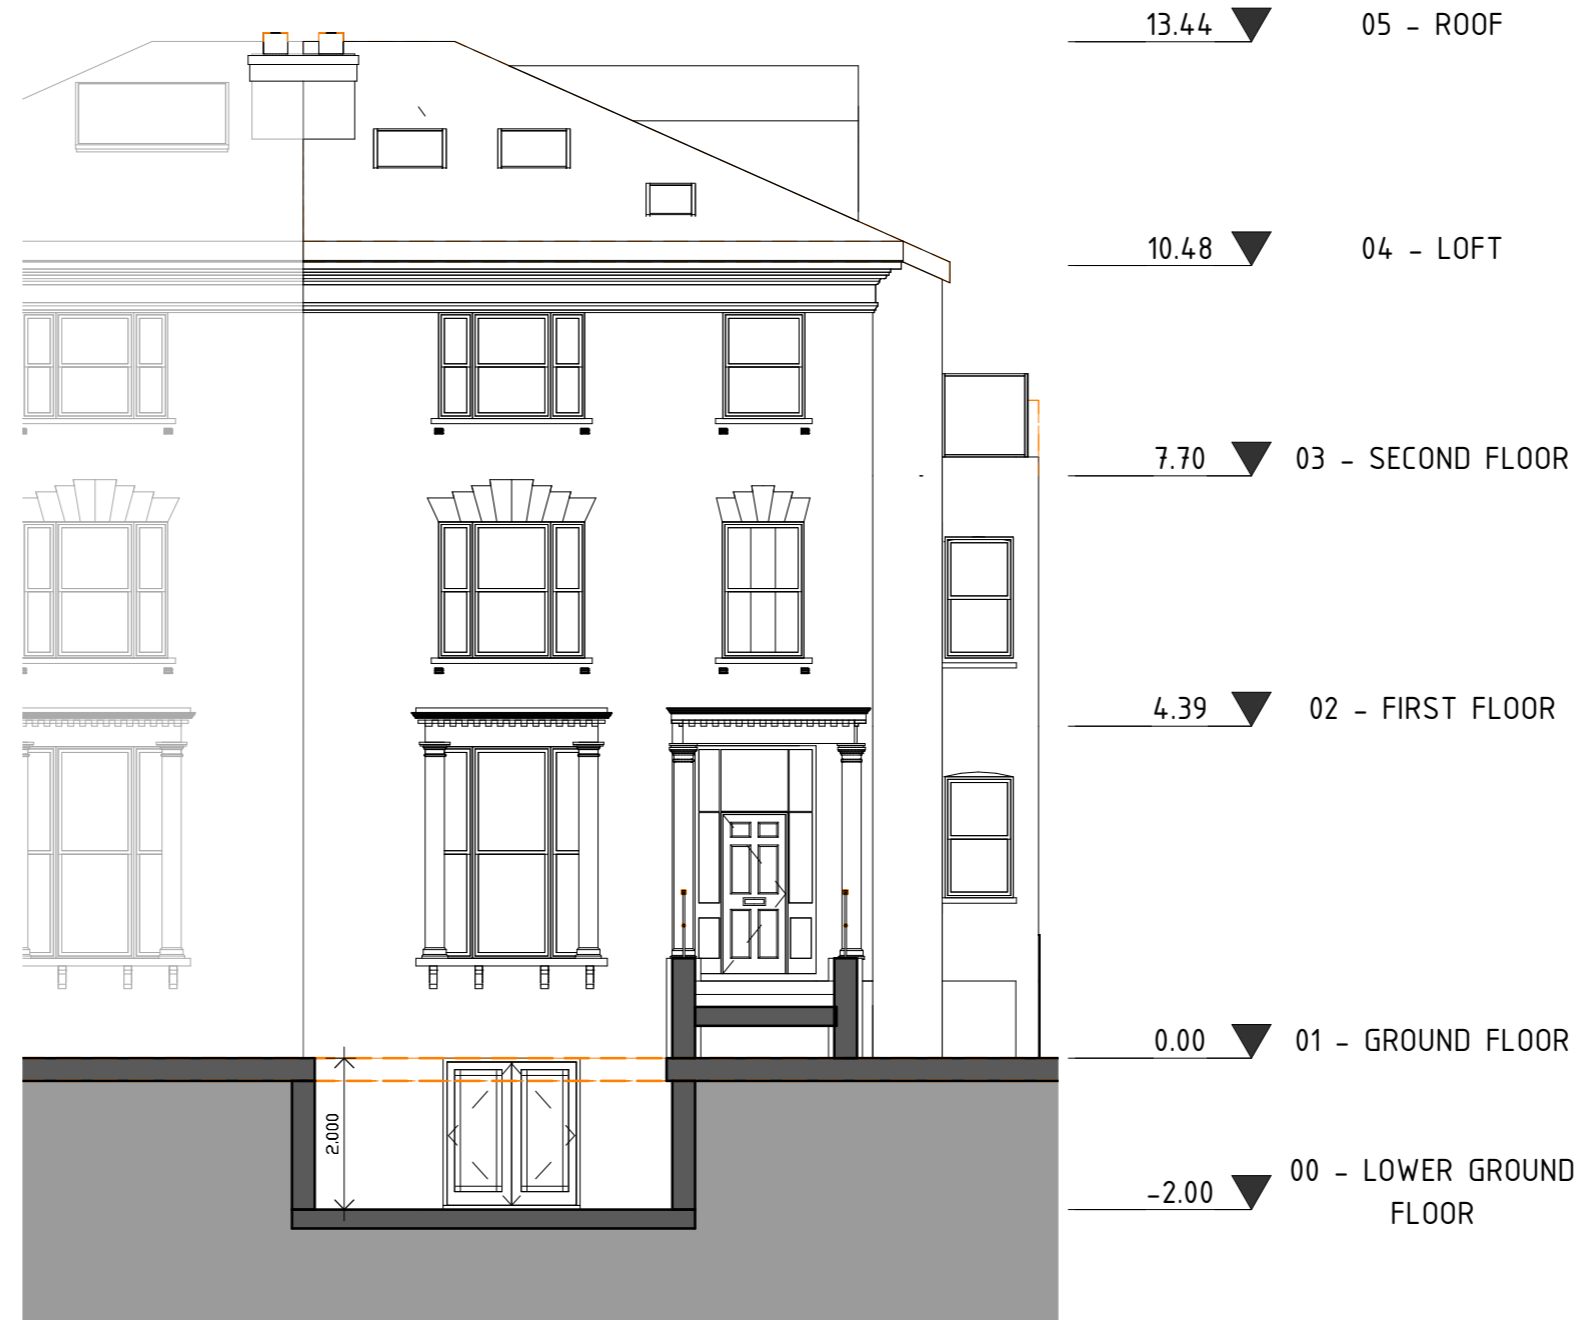 13.44 05 - ROOF
10.48 04 - LOFT
7.70 03 - SECOND FLOOR
4.39 02 - FIRST FLOOR
0.00 01 - GROUND FLOOR
2.000
-2.00 00 - LOWER GROUND
FLOOR